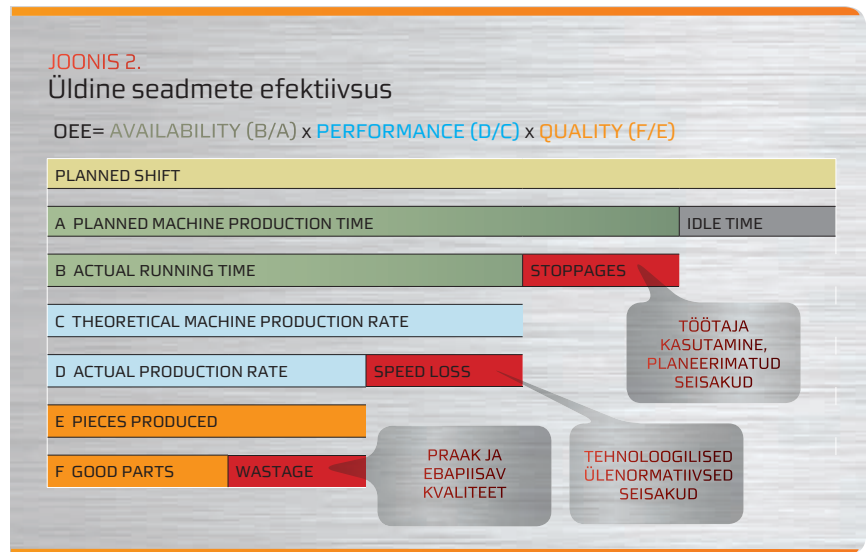 JOONIS 2.
Üldine seadmete efektiivsus
OEE= AVAILABILITY (B/A) x PERFORMANCE (D/C) x QUALITY (F/E)
PLANNED SHIFT
A PLANNED MACHINE PRODUCTION TIME
IDLE TIME
B ACTUAL RUNNING TIME
STOPPAGES
TÖÖTAJA
KASUTAMINE,
PLANEERIMATUD
SEISAKUD
C THEORETICAL MACHINE PRODUCTION RATE
D ACTUAL PRODUCTION RATE
SPEED LOSS
TEHNOLOOGILISED
ÜLENORMATIIVSED
SEISAKUD
E PIECES PRODUCED
F GOOD PARTS
WASTAGE
PRAAK JA
EBAPIISAV
KVALITEET